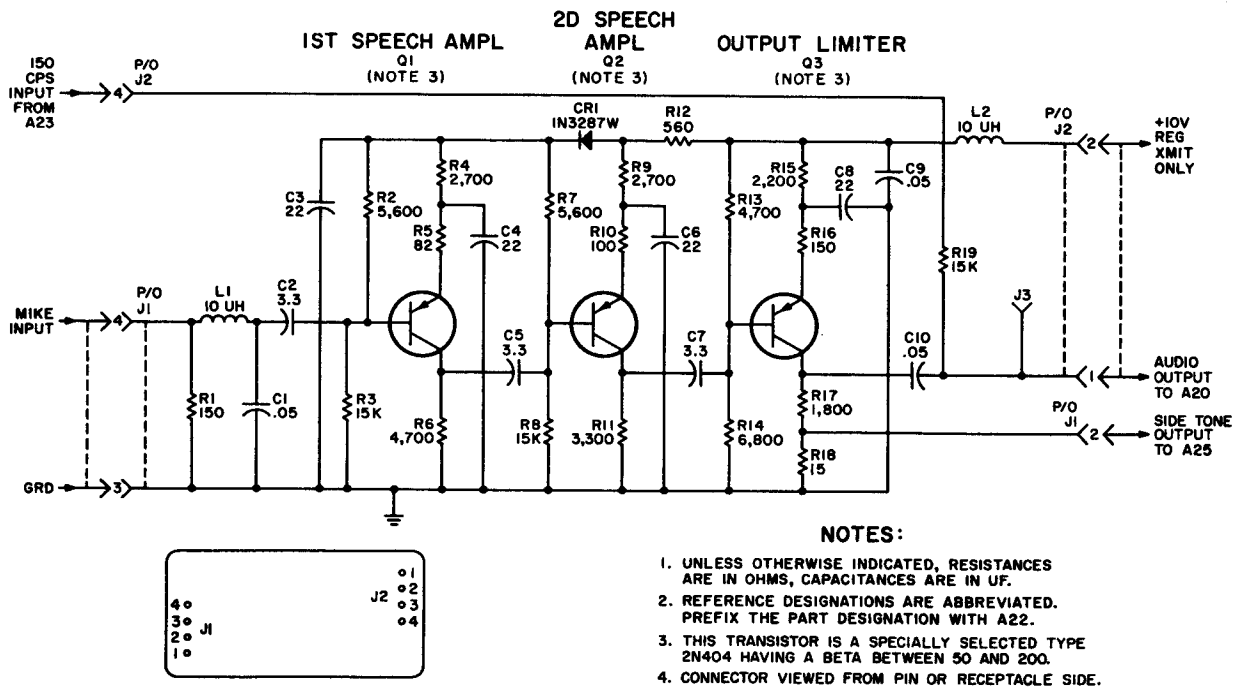 1ST SPEECH AMPL
Q1
(NOTE 3)
2D SPEECH
AMPL
Q2
(NOTE 3)
OUTPUT LIMITER
Q3
(NOTE 3)
150
CPS
INPUT
FROM
A23
P/O
J2
4
CR1
1N3287W
R12
560
L2
10 UH
P/O
J2
2
+10V
REG
XMIT
ONLY
C3
22
R2
5,600
R4
2,700
R5
82
C4
22
R7
5,600
R9
2,700
R10
100
C6
22
R13
4,700
R15
2,200
C8
22
R16
150
C9
.05
R19
15K
J3
MIKE
INPUT
4
P/O
J1
L1
10 UH
C2
3.3
C5
3.3
C7
3.3
C10
.05
1
AUDIO
OUTPUT
TO A20
R1
150
C1
.05
R3
15K
R6
4,700
R8
15K
R11
3,300
R14
6,800
R17
1,800
R18
15
P/O
J1
2
SIDE TONE
OUTPUT
TO A25
GRD
3
4
3
2
1
J1
J2
1
2
3
4
NOTES:
1. UNLESS OTHERWISE INDICATED, RESISTANCES
ARE IN OHMS, CAPACITANCES ARE IN UF.
2. REFERENCE DESIGNATIONS ARE ABBREVIATED.
PREFIX THE PART DESIGNATION WITH A22.
3. THIS TRANSISTOR IS A SPECIALLY SELECTED TYPE
2N404 HAVING A BETA BETWEEN 50 AND 200.
4. CONNECTOR VIEWED FROM PIN OR RECEPTACLE SIDE.